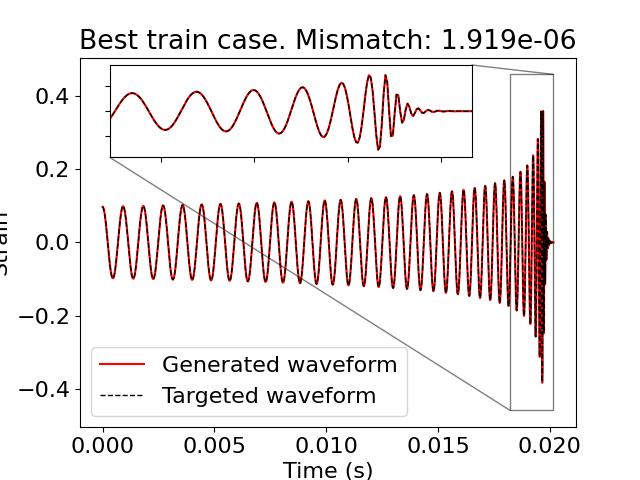 Best train case. Mismatch: 1.919e-06
0.4
0.2
0.0
−0.2
−0.4
Strain
Generated waveform
Targeted waveform
0.000 0.005 0.010 0.015 0.020
Time (s)